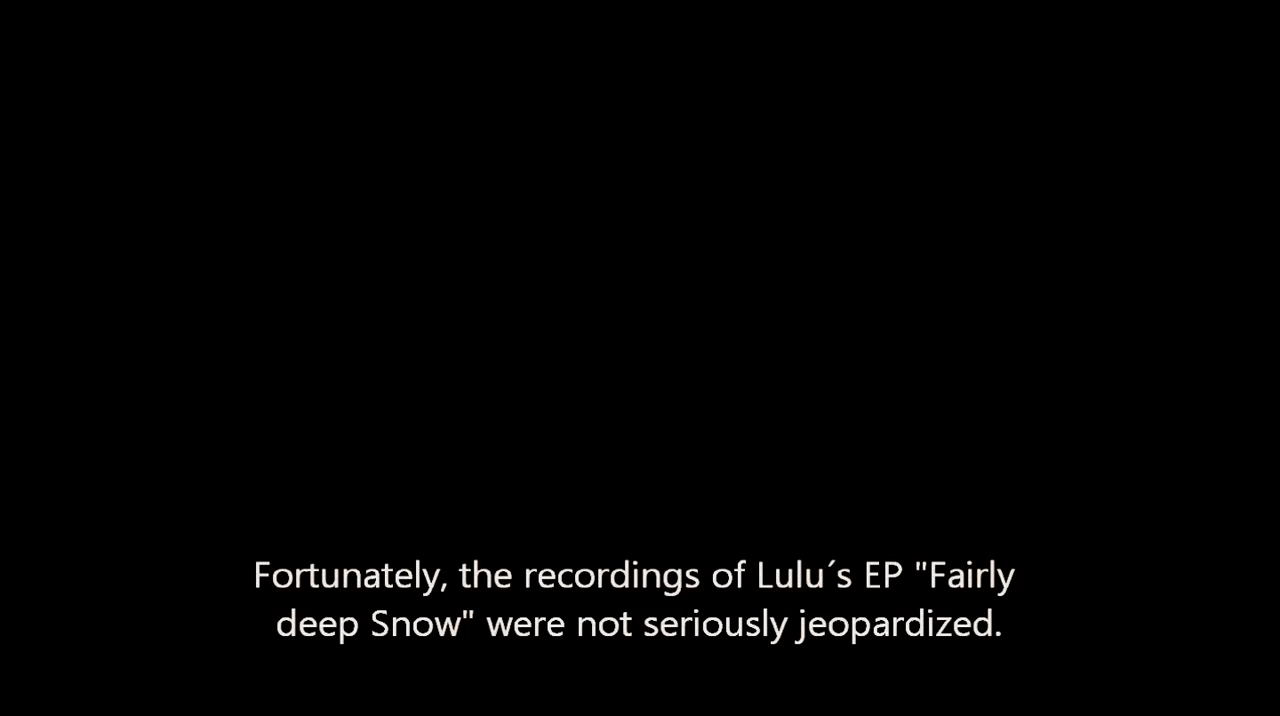 Fortunately, the recordings of Lulu´s EP "Fairly
deep Snow" were not seriously jeopardized.